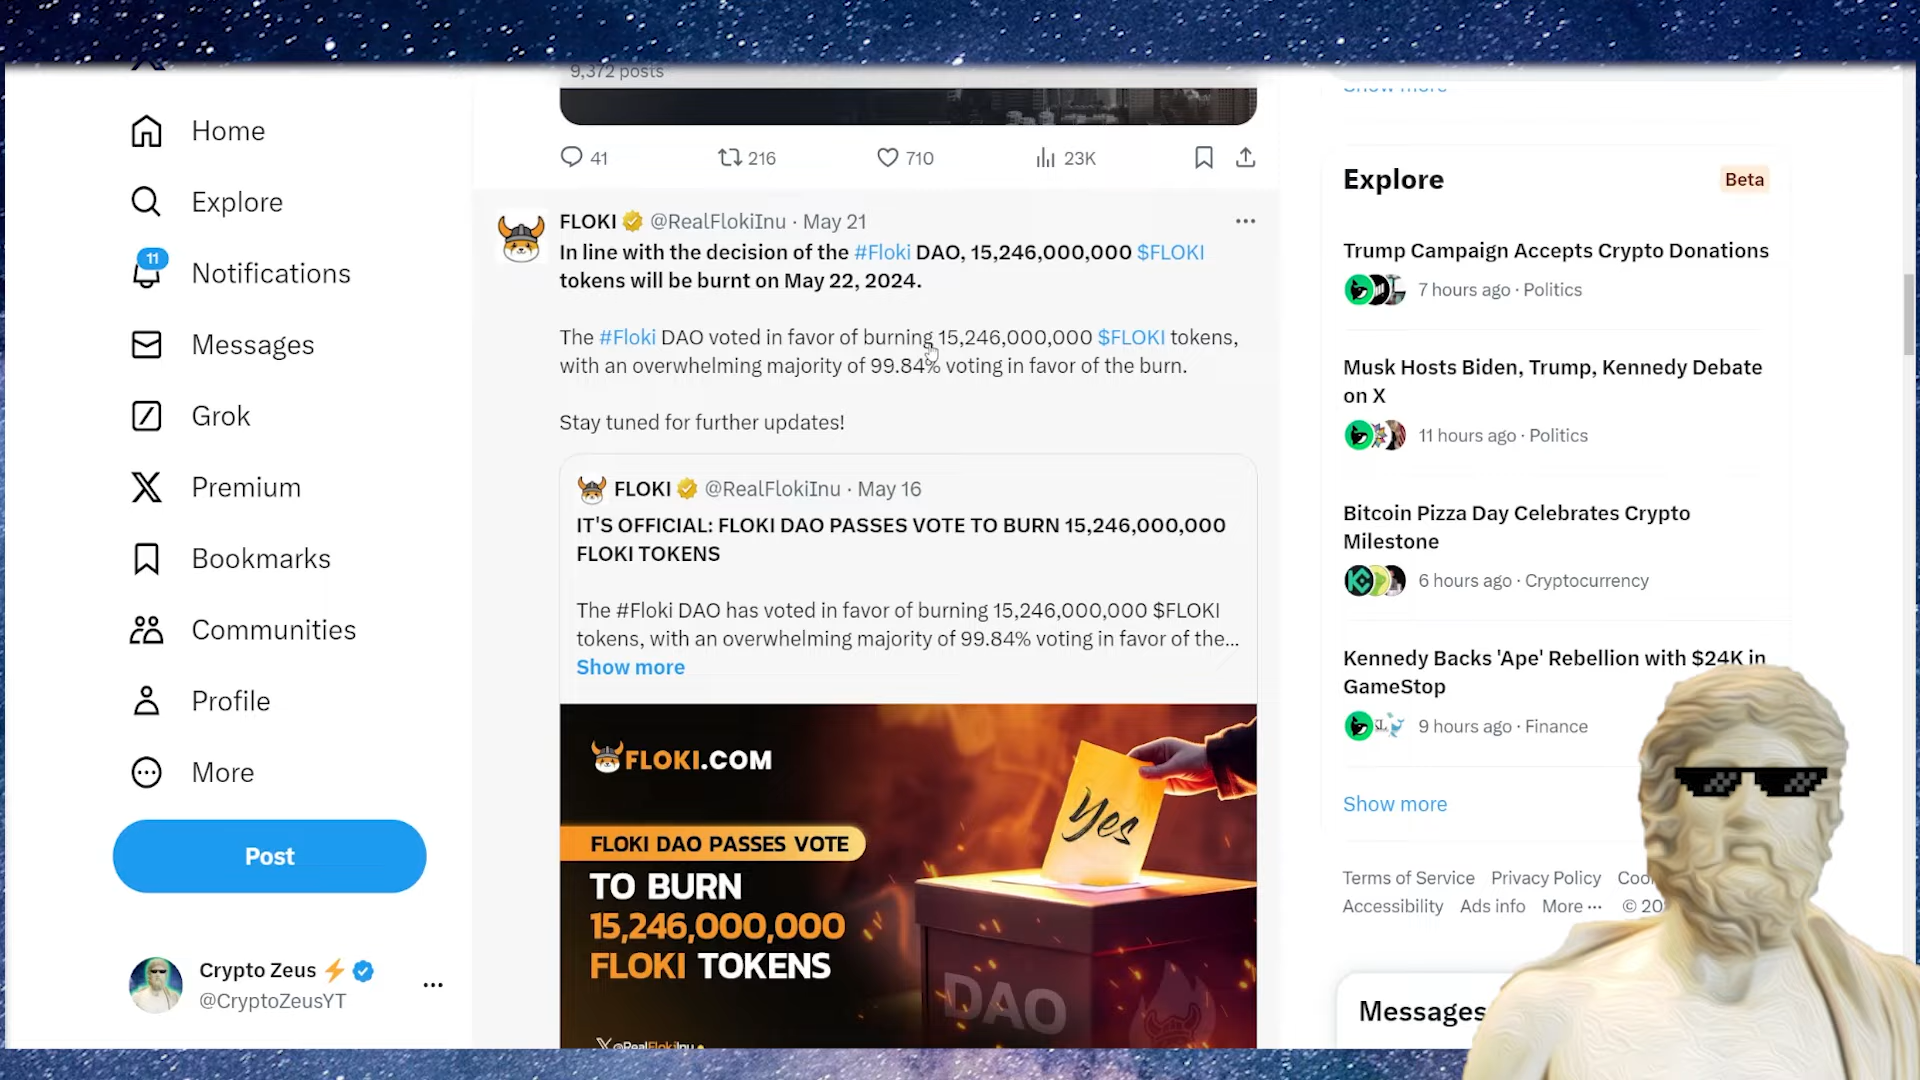 Home
Explore
11
Notifications
Messages
Grok
Premium
Bookmarks
Communities
Profile
More
Post
Crypto Zeus
@CryptoZeusYT
9,372 posts
41 216 710 23K
FLOKI @RealFlokiInu · May 21
In line with the decision of the #Floki DAO, 15,246,000,000 $FLOKI
tokens will be burnt on May 22, 2024.
The #Floki DAO voted in favor of burning 15,246,000,000 $FLOKI tokens,
with an overwhelming majority of 99.84% voting in favor of the burn.
Stay tuned for further updates!
FLOKI @RealFlokiInu · May 16
IT'S OFFICIAL: FLOKI DAO PASSES VOTE TO BURN 15,246,000,000
FLOKI TOKENS
The #Floki DAO has voted in favor of burning 15,246,000,000 $FLOKI
tokens, with an overwhelming majority of 99.84% voting in favor of the...
Show more
FLOKI.COM
FLOKI DAO PASSES VOTE
TO BURN
15,246,000,000
FLOKI TOKENS
Yes
DAO
@RealFlokiInu
Show more
Explore
Beta
Trump Campaign Accepts Crypto Donations
7 hours ago · Politics
Musk Hosts Biden, Trump, Kennedy Debate
on X
11 hours ago · Politics
Bitcoin Pizza Day Celebrates Crypto
Milestone
6 hours ago · Cryptocurrency
Kennedy Backs 'Ape' Rebellion with $24K in
GameStop
9 hours ago · Finance
Show more
Terms of Service Privacy Policy
Accessibility Ads info More ··· ©
Messages